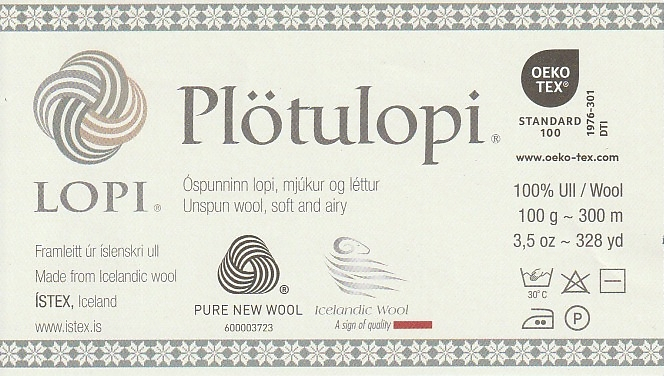 LOPI®
Plötulopi®
Óspunninn lopi, mjúkur og léttur
Unspun wool, soft and airy
Framleitt úr íslenskri ull
Made from Icelandic wool
ÍSTEX, Iceland
www.istex.is
®
PURE NEW WOOL
600003723
Icelandic Wool
A sign of quality
OEKO
TEX®
STANDARD
100
1976-301
DTI
www.oeko-tex.com
100% Ull / Wool
100 g ~ 300 m
3,5 oz ~ 328 yd
30°C
P